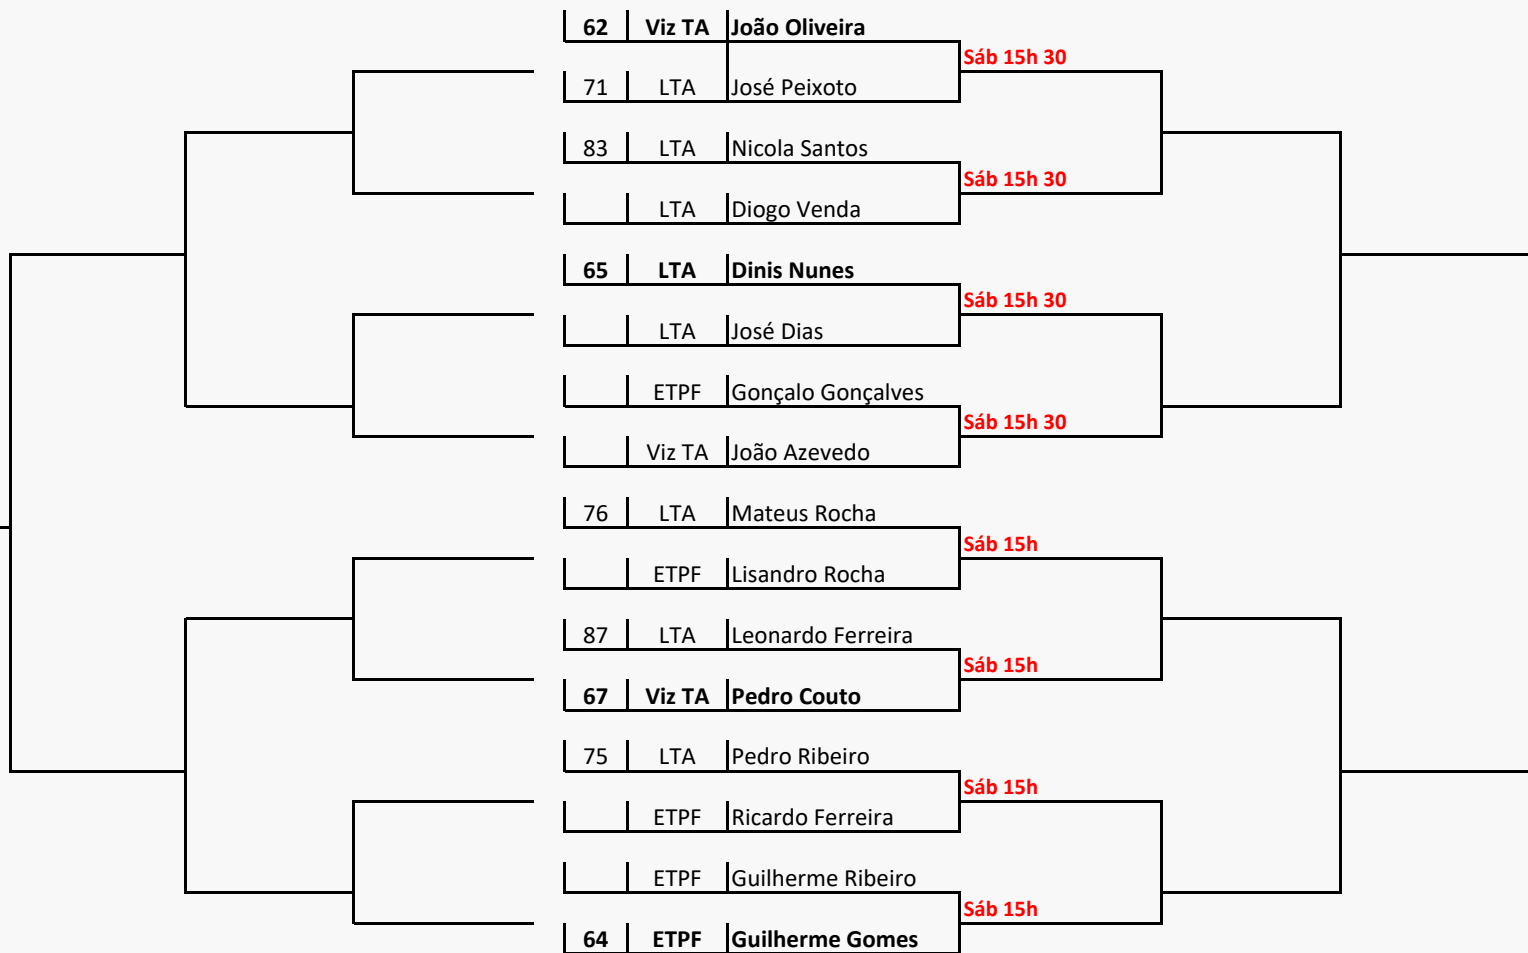 62 Viz TA João Oliveira
Sáb 15h 30
71 LTA José Peixoto
83 LTA Nicola Santos
Sáb 15h 30
LTA Diogo Venda
65 LTA Dinis Nunes
Sáb 15h 30
LTA José Dias
ETPF Gonçalo Gonçalves
Sáb 15h 30
Viz TA João Azevedo
76 LTA Mateus Rocha
Sáb 15h
ETPF Lisandro Rocha
87 LTA Leonardo Ferreira
Sáb 15h
67 Viz TA Pedro Couto
75 LTA Pedro Ribeiro
Sáb 15h
ETPF Ricardo Ferreira
ETPF Guilherme Ribeiro
Sáb 15h
64 ETPF Guilherme Gomes